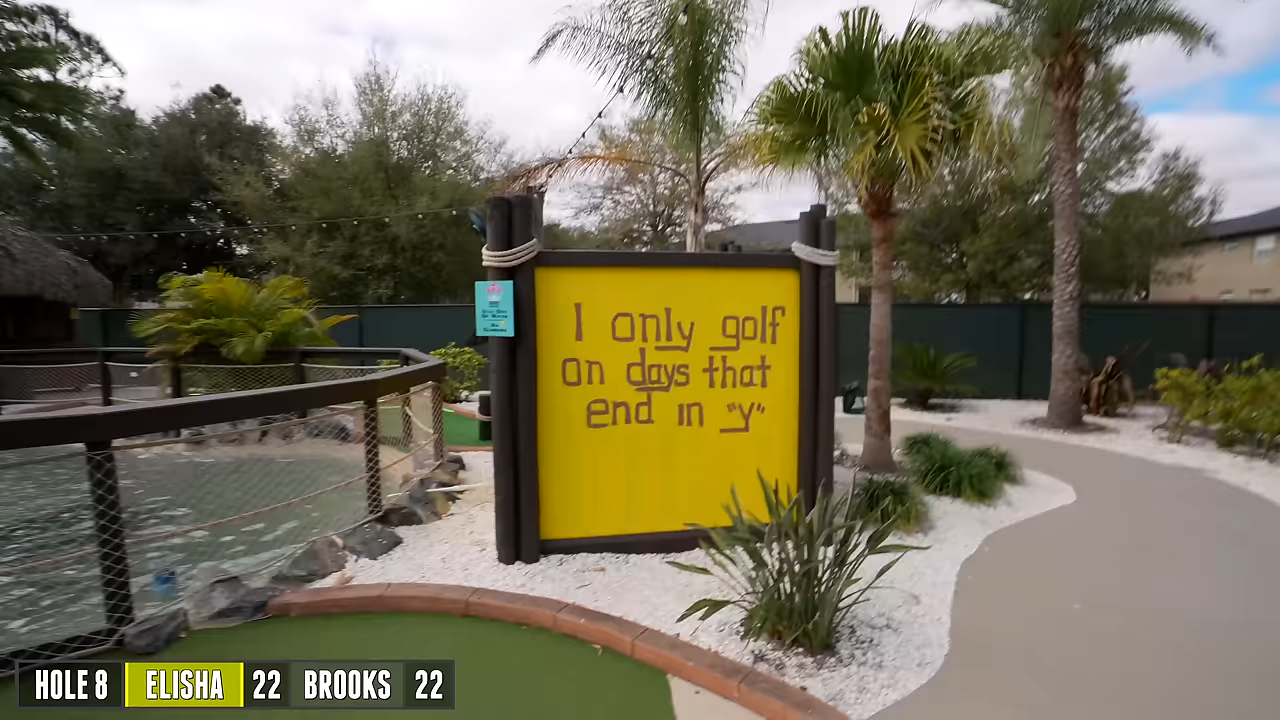 I only golf
on days that
end in "y"
HOLE 8 ELISHA 22 BROOKS 22